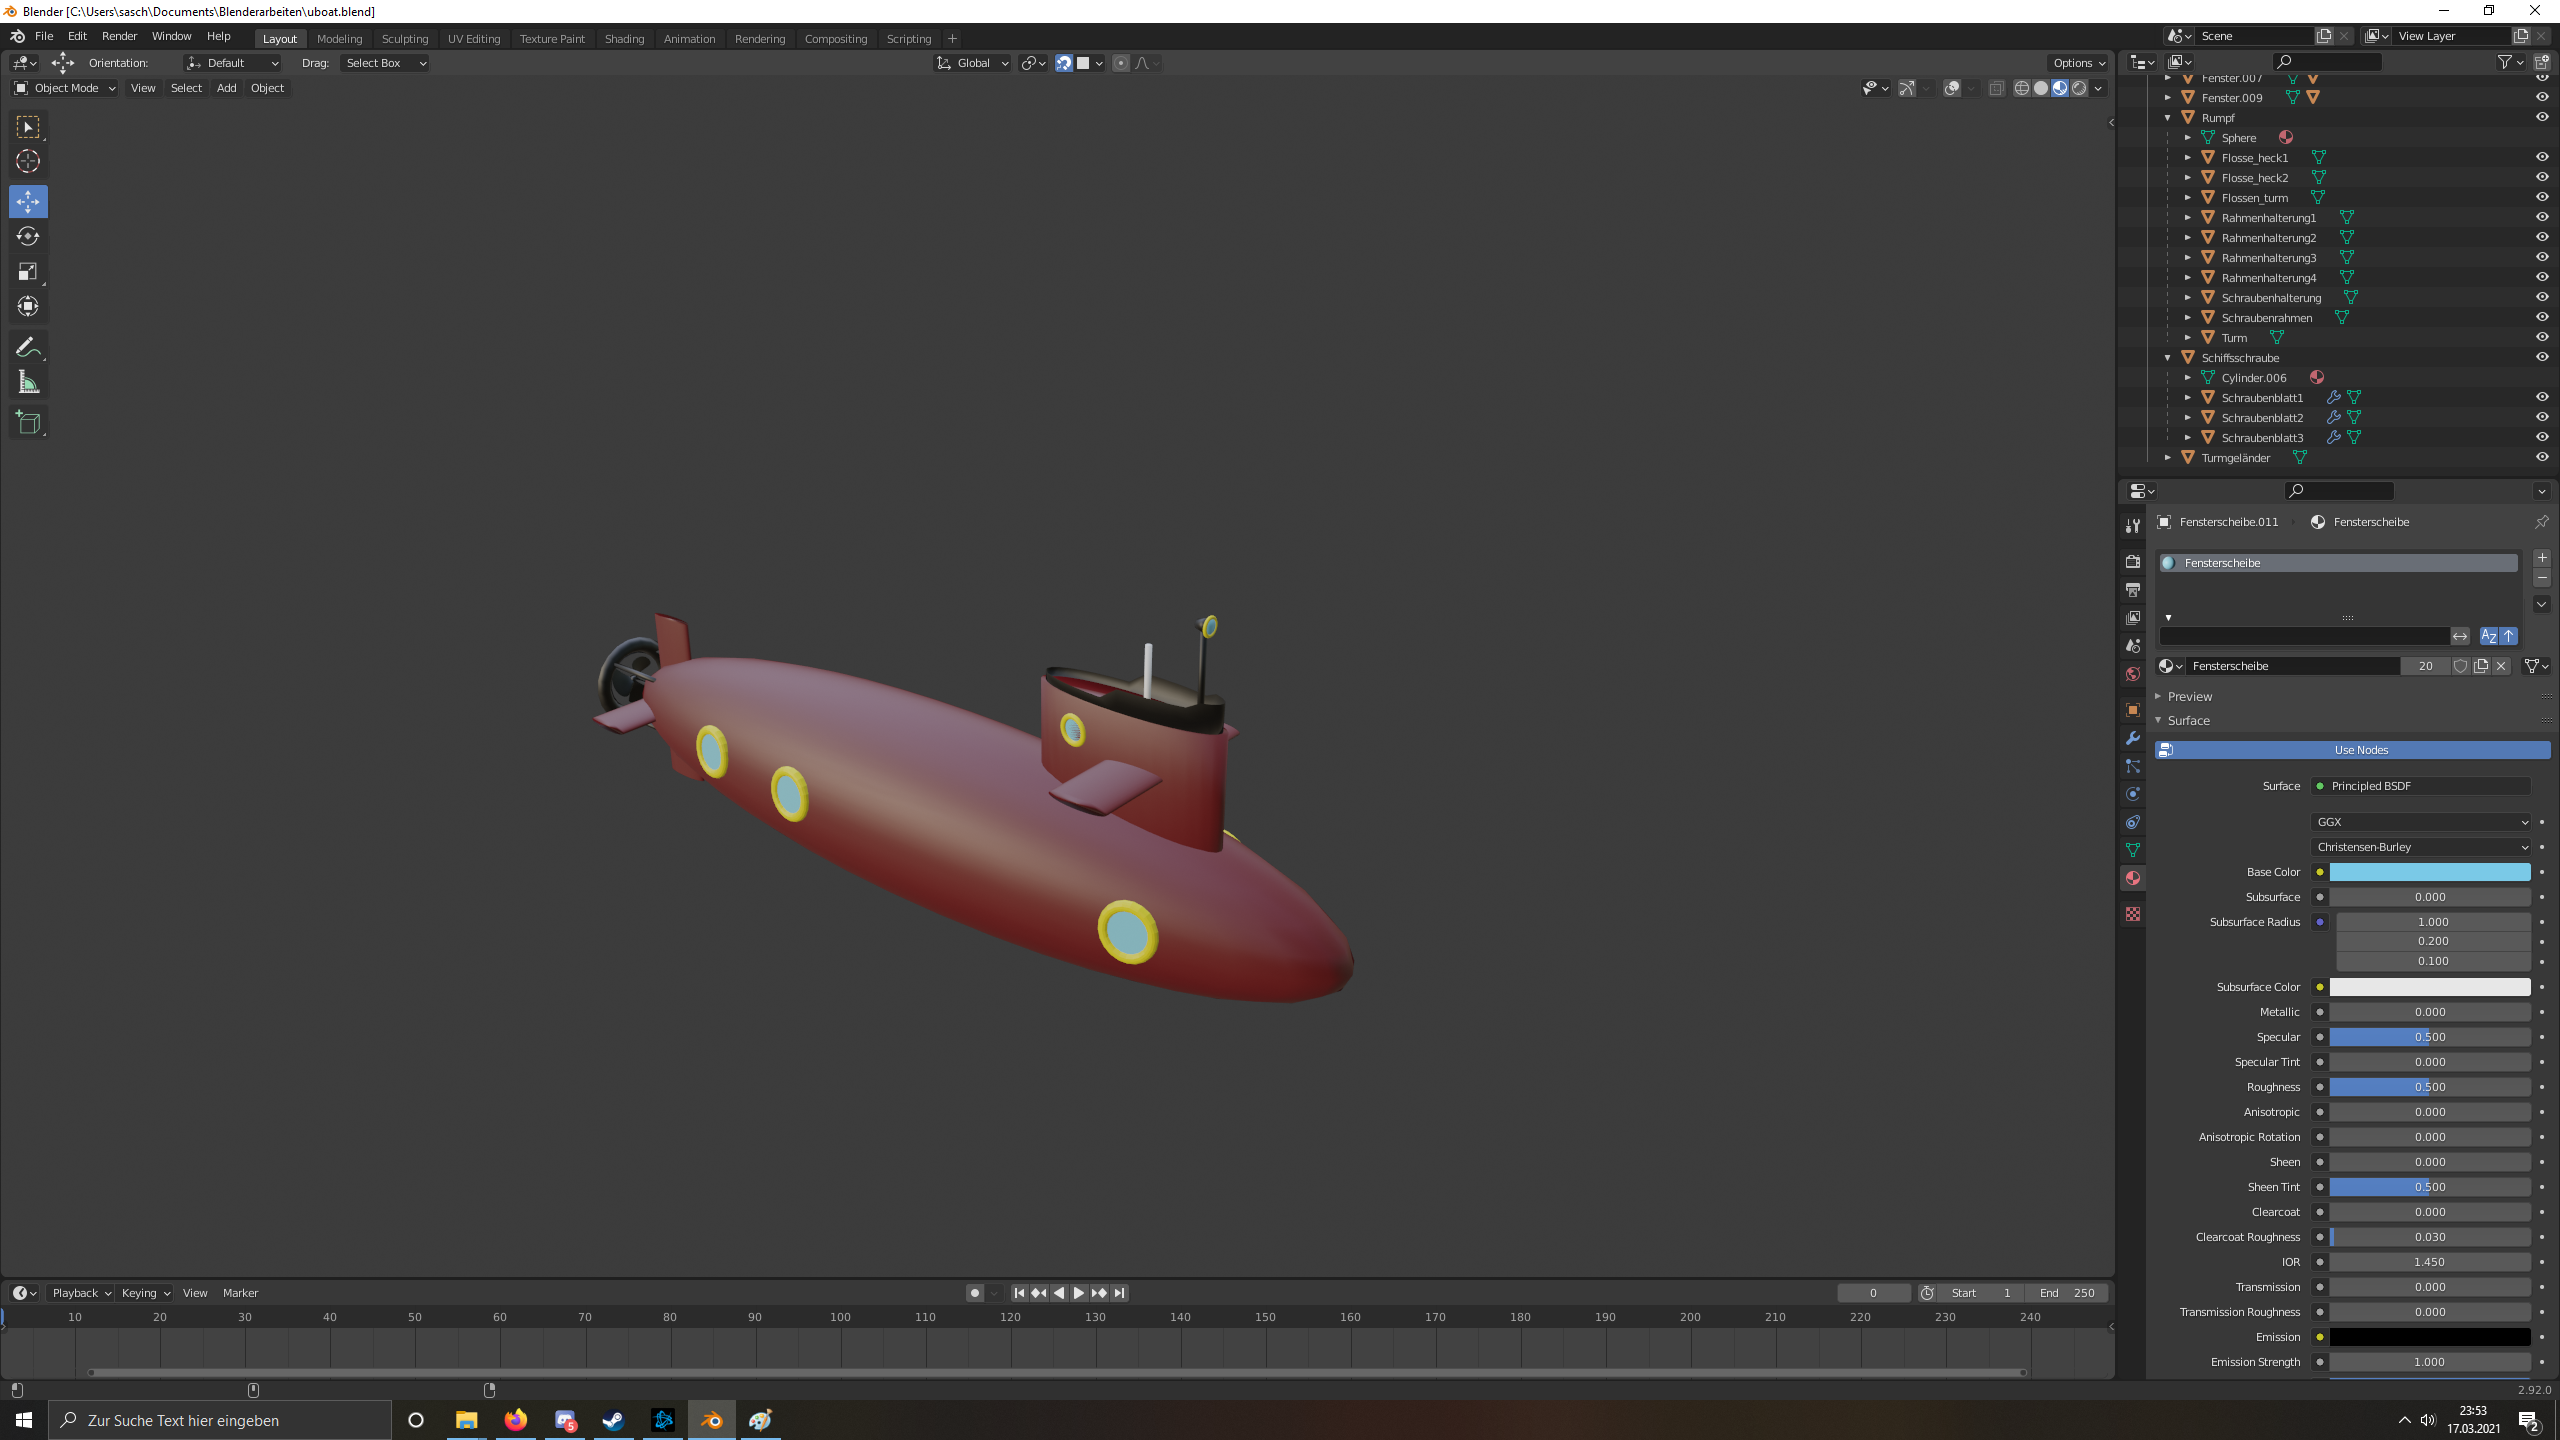 Blender [C:\Users\sasch\Documents\Blenderarbeiten\uboat.blend]
File Edit Render Window Help Layout Modeling Sculpting UV Editing Texture Paint Shading Animation Rendering Compositing Scripting + Scene View Layer
Orientation: Default Drag: Select Box Global Options
Object Mode View Select Add Object
Fenster.007
Fenster.009
Rumpf
Sphere
Flosse_heck1
Flosse_heck2
Flossen_turm
Rahmenhalterung1
Rahmenhalterung2
Rahmenhalterung3
Rahmenhalterung4
Schraubenhalterung
Schraubenrahmen
Turm
Schiffsschraube
Cylinder.006
Schraubenblatt1
Schraubenblatt2
Schraubenblatt3
Turmgeländer
Fensterscheibe.011 Fensterscheibe
Fensterscheibe
AZ
Fensterscheibe 20
Preview
Surface
Use Nodes
Surface Principled BSDF
GGX
Christensen-Burley
Base Color
Subsurface 0.000
Subsurface Radius 1.000
0.200
0.100
Subsurface Color
Metallic 0.000
Specular 0.500
Specular Tint 0.000
Roughness 0.500
Anisotropic 0.000
Anisotropic Rotation 0.000
Sheen 0.000
Sheen Tint 0.500
Clearcoat 0.000
Clearcoat Roughness 0.030
IOR 1.450
Transmission 0.000
Transmission Roughness 0.000
Emission
Emission Strength 1.000
Playback Keying View Marker 0 Start 1 End 250
10 20 30 40 50 60 70 80 90 100 110 120 130 140 150 160 170 180 190 200 210 220 230 240
2.92.0
Zur Suche Text hier eingeben 5
23:53
17.03.2021
2